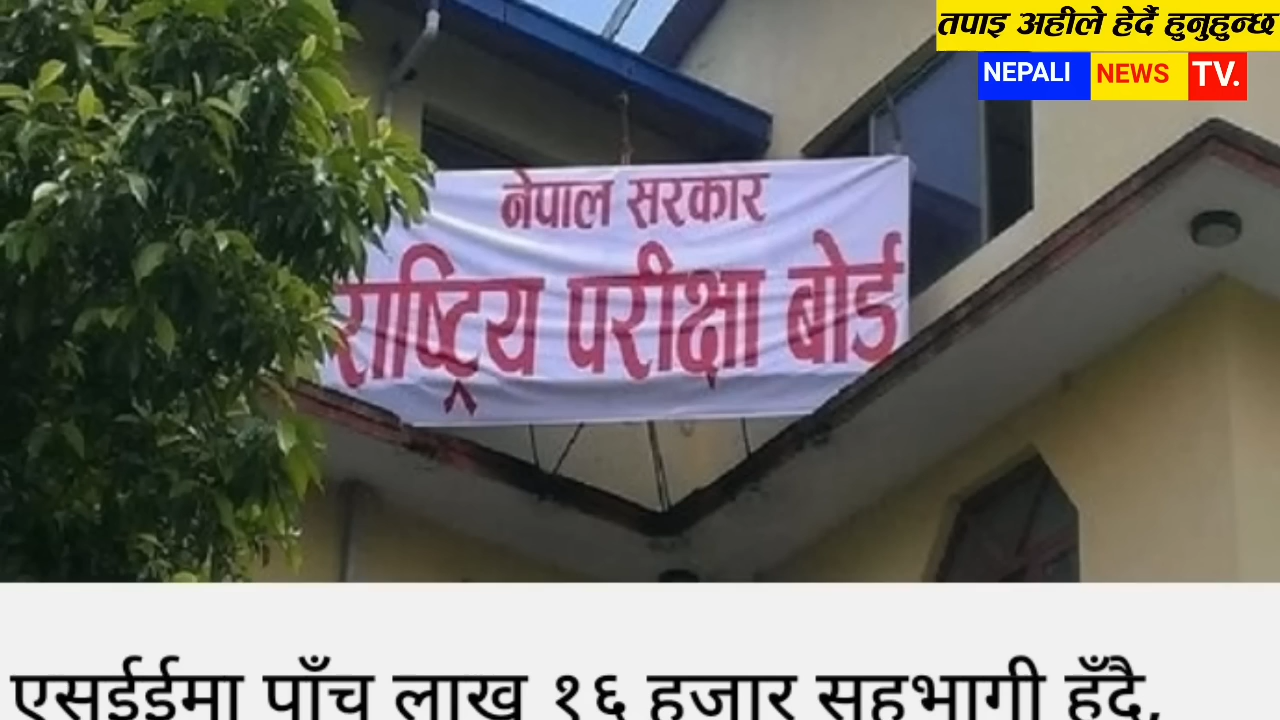 तपाइ अहीले हेर्दै हुनुहुन्छ
NEPALI NEWS TV.
नेपाल सरकार
राष्ट्रिय परीक्षा बोर्ड
एसईईमा पाँच लाख १६ हजार सहभागी हुँदै,